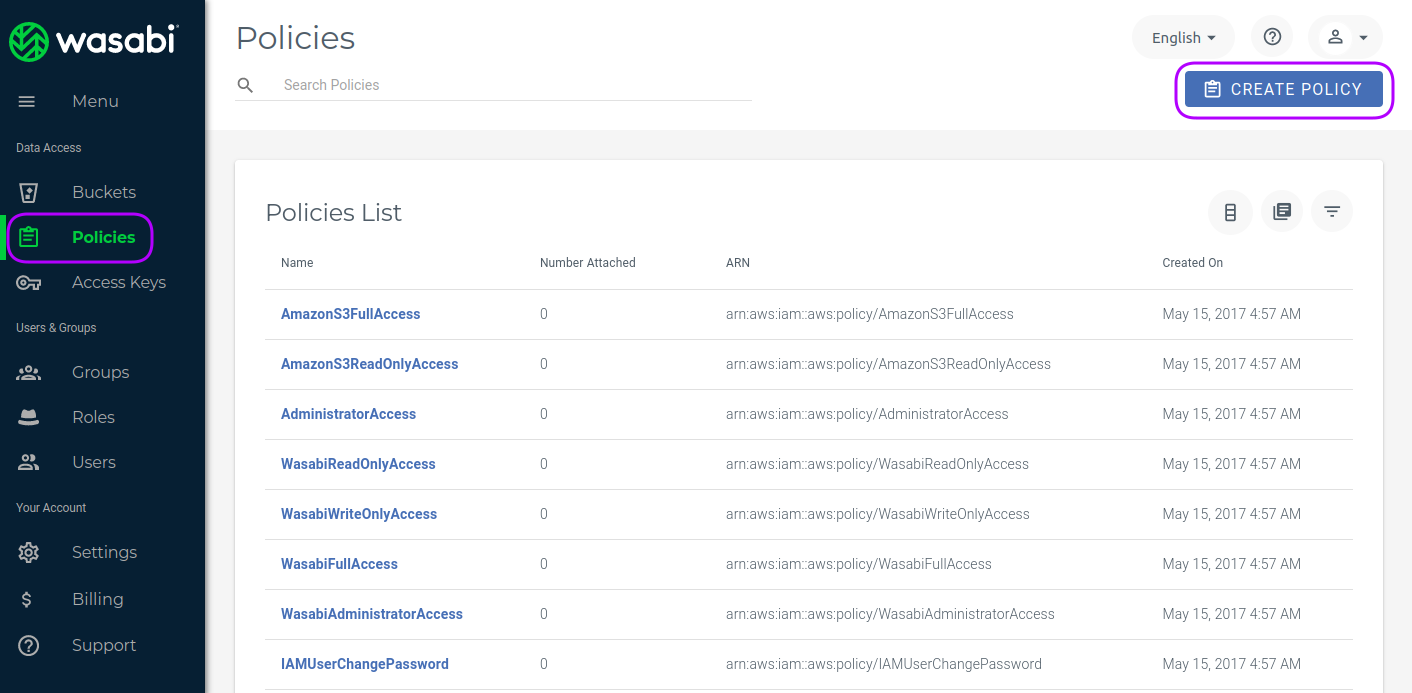 wasabi
Menu
Data Access
Buckets
Policies
Access Keys
Users & Groups
Groups
Roles
Users
Your Account
Settings
Billing
Support
Policies
English
Search Policies
CREATE POLICY
Policies List
Name Number Attached ARN Created On
AmazonS3FullAccess 0 arn:aws:iam::aws:policy/AmazonS3FullAccess May 15, 2017 4:57 AM
AmazonS3ReadOnlyAccess 0 arn:aws:iam::aws:policy/AmazonS3ReadOnlyAccess May 15, 2017 4:57 AM
AdministratorAccess 0 arn:aws:iam::aws:policy/AdministratorAccess May 15, 2017 4:57 AM
WasabiReadOnlyAccess 0 arn:aws:iam::aws:policy/WasabiReadOnlyAccess May 15, 2017 4:57 AM
WasabiWriteOnlyAccess 0 arn:aws:iam::aws:policy/WasabiWriteOnlyAccess May 15, 2017 4:57 AM
WasabiFullAccess 0 arn:aws:iam::aws:policy/WasabiFullAccess May 15, 2017 4:57 AM
WasabiAdministratorAccess 0 arn:aws:iam::aws:policy/WasabiAdministratorAccess May 15, 2017 4:57 AM
IAMUserChangePassword 0 arn:aws:iam::aws:policy/IAMUserChangePassword May 15, 2017 4:57 AM